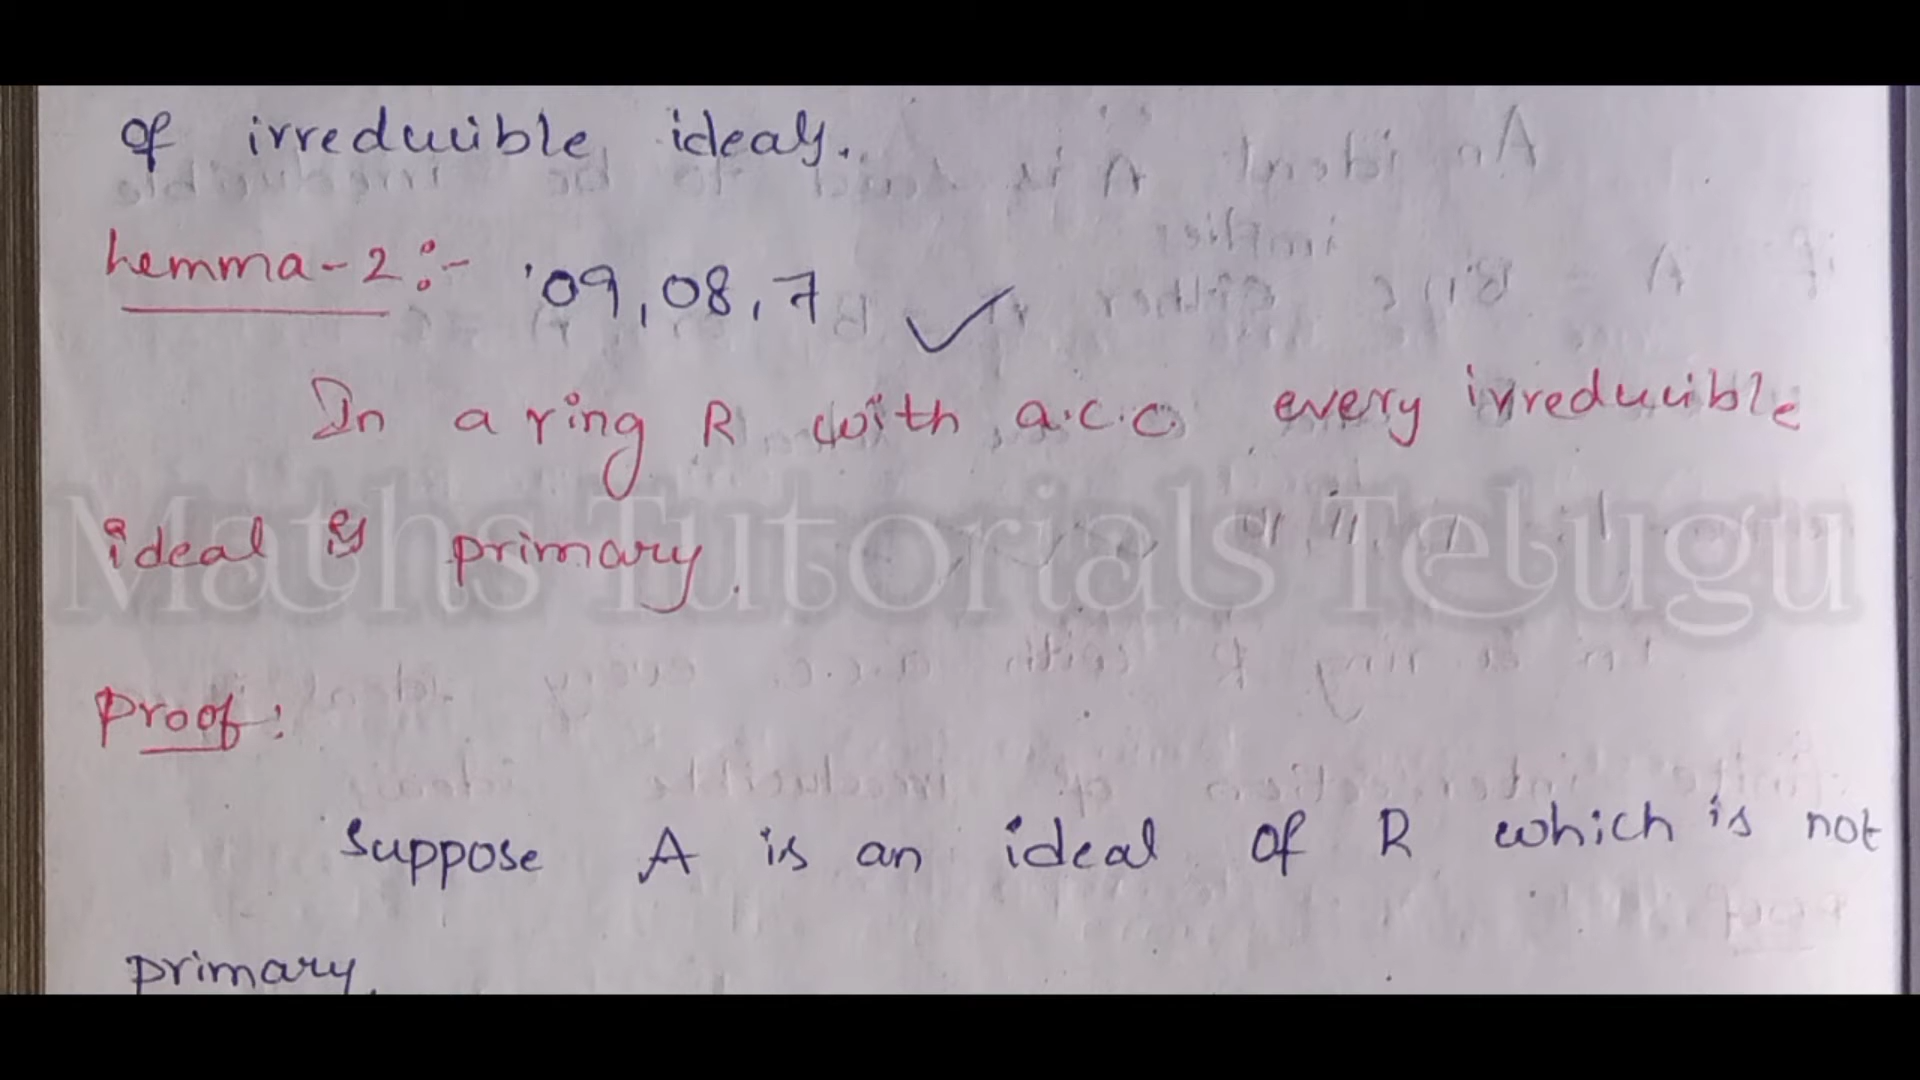 of irreducible ideals.
Lemma-2:- '09, 08, 7 ✓
In a ring R with a.c.c every irreducible
ideal is primary.
Maths Tutorials Telugu
Proof:
Suppose A is an ideal of R which is not
primary.